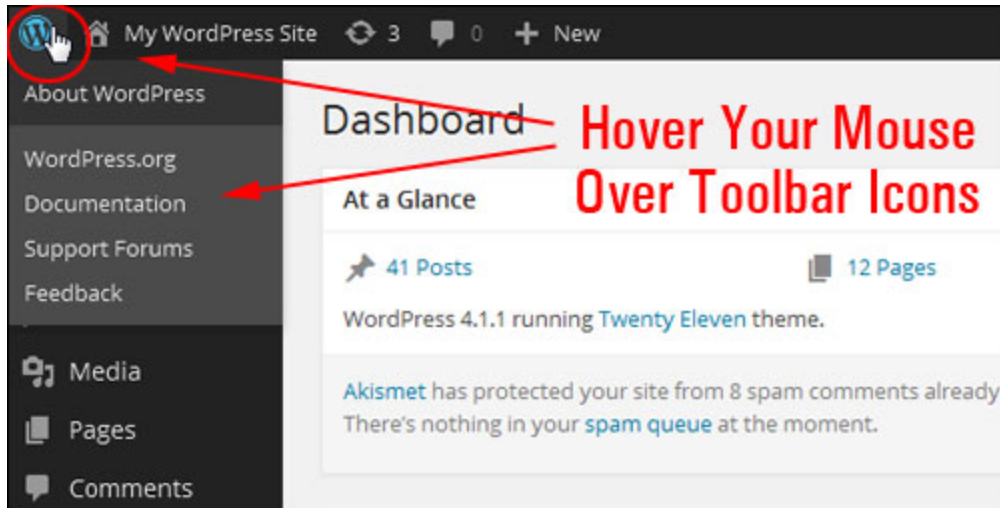 My WordPress Site 3 0 + New
About WordPress
WordPress.org
Documentation
Support Forums
Feedback
Media
Pages
Comments
Dashboard
Hover Your Mouse
Over Toolbar Icons
At a Glance
41 Posts 12 Pages
WordPress 4.1.1 running Twenty Eleven theme.
Akismet has protected your site from 8 spam comments already
There's nothing in your spam queue at the moment.